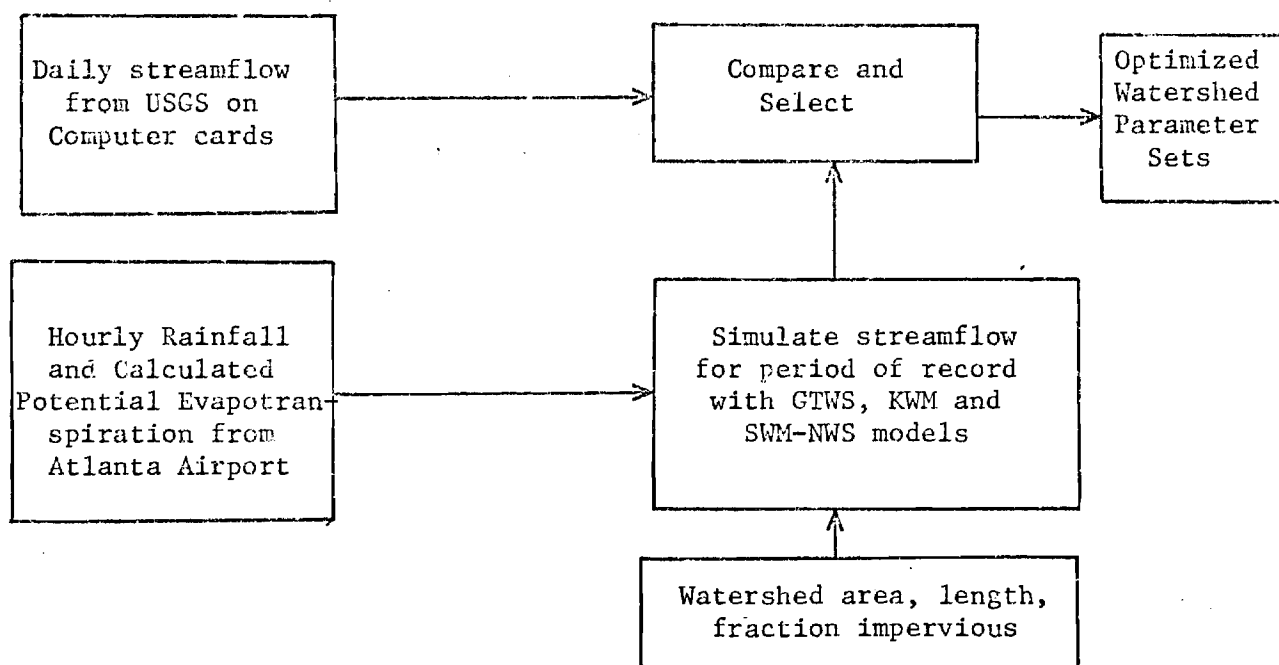 Daily streamflow
from USGS on
Computer cards
Compare and
Select
Optimized
Watershed
Parameter
Sets
Hourly Rainfall
and Calculated
Potential Evapotran-
spiration from
Atlanta Airport
Simulate streamflow
for period of record
with GTWS, KWM and
SWM-NWS models
Watershed area, length,
fraction impervious